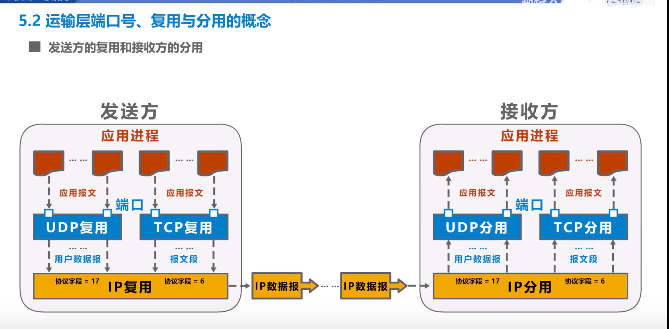 5.2 运输层端口号、复用与分用的概念
发送方的复用和接收方的分用
发送方
接收方
应用进程
应用进程
…… ……
…… ……
应用报文 应用报文
应用报文 应用报文
端口
端口
UDP复用 TCP复用
UDP分用 TCP分用
…… ……
…… ……
用户数据报 报文段
用户数据报 报文段
协议字段 = 17 IP复用 协议字段 = 6
IP数据报 …… IP数据报
协议字段 = 17 IP分用 协议字段 = 6